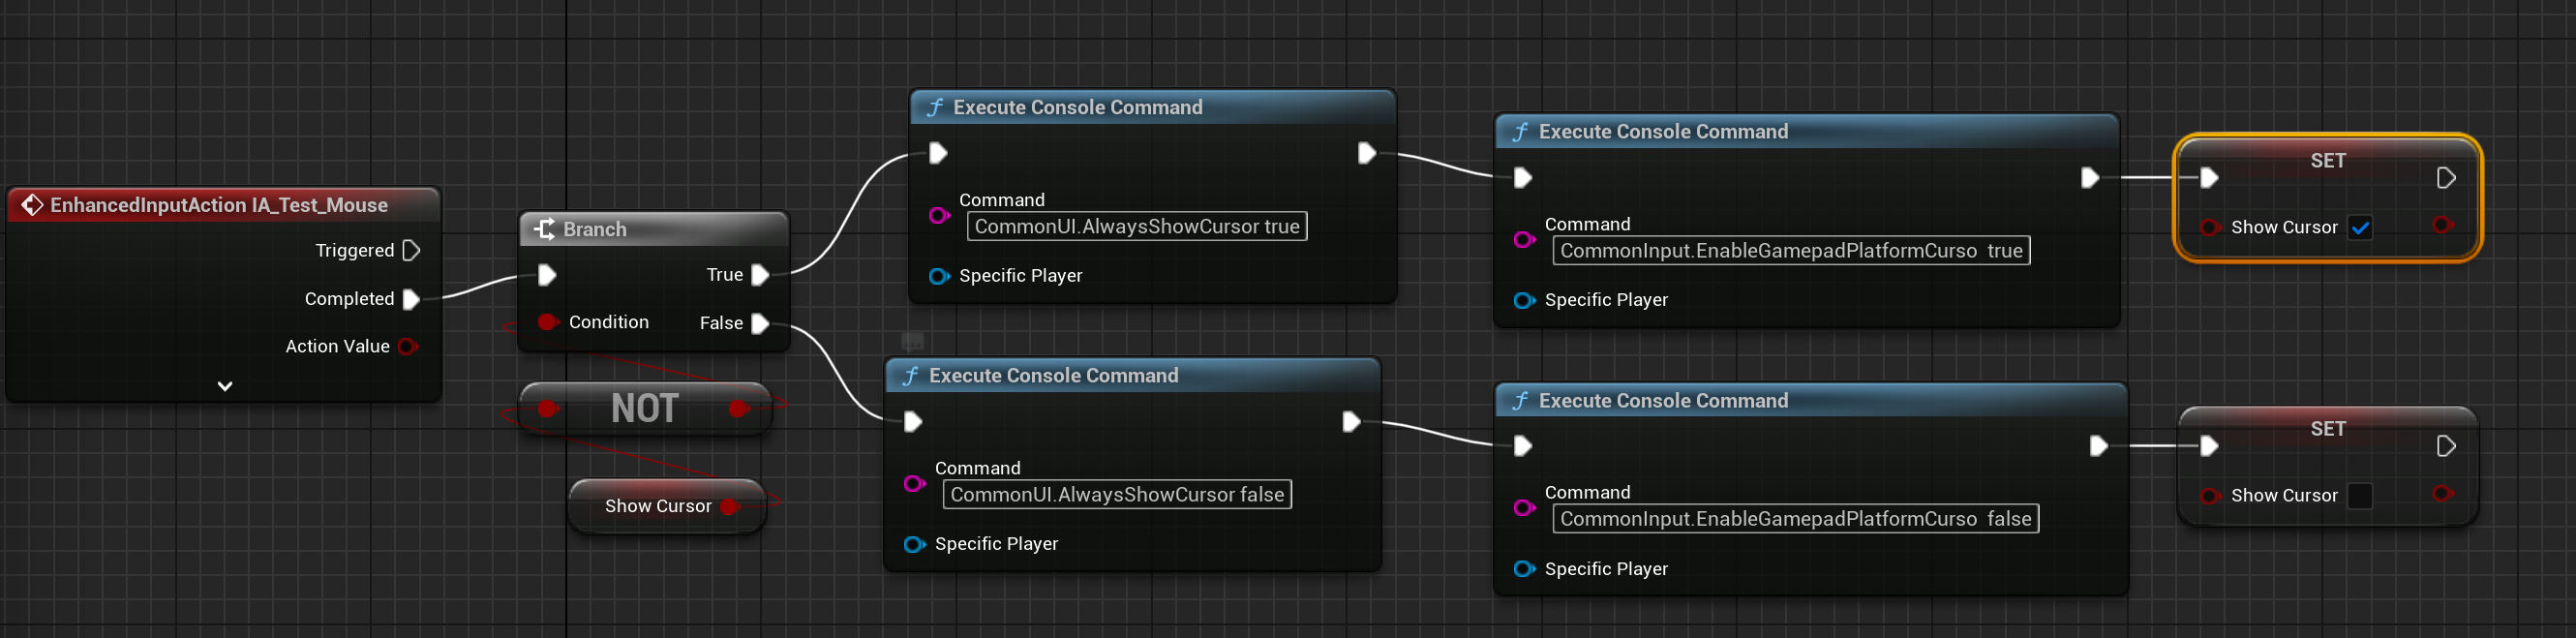 EnhancedInputAction IA_Test_Mouse
Triggered
Completed
Action Value
Branch
True
Condition
False
NOT
Show Cursor
Execute Console Command
Command
CommonUI.AlwaysShowCursor true
Specific Player
Execute Console Command
Command
CommonInput.EnableGamepadPlatformCurso  true
Specific Player
SET
Show Cursor
Execute Console Command
Command
CommonUI.AlwaysShowCursor false
Specific Player
Execute Console Command
Command
CommonInput.EnableGamepadPlatformCurso  false
Specific Player
SET
Show Cursor